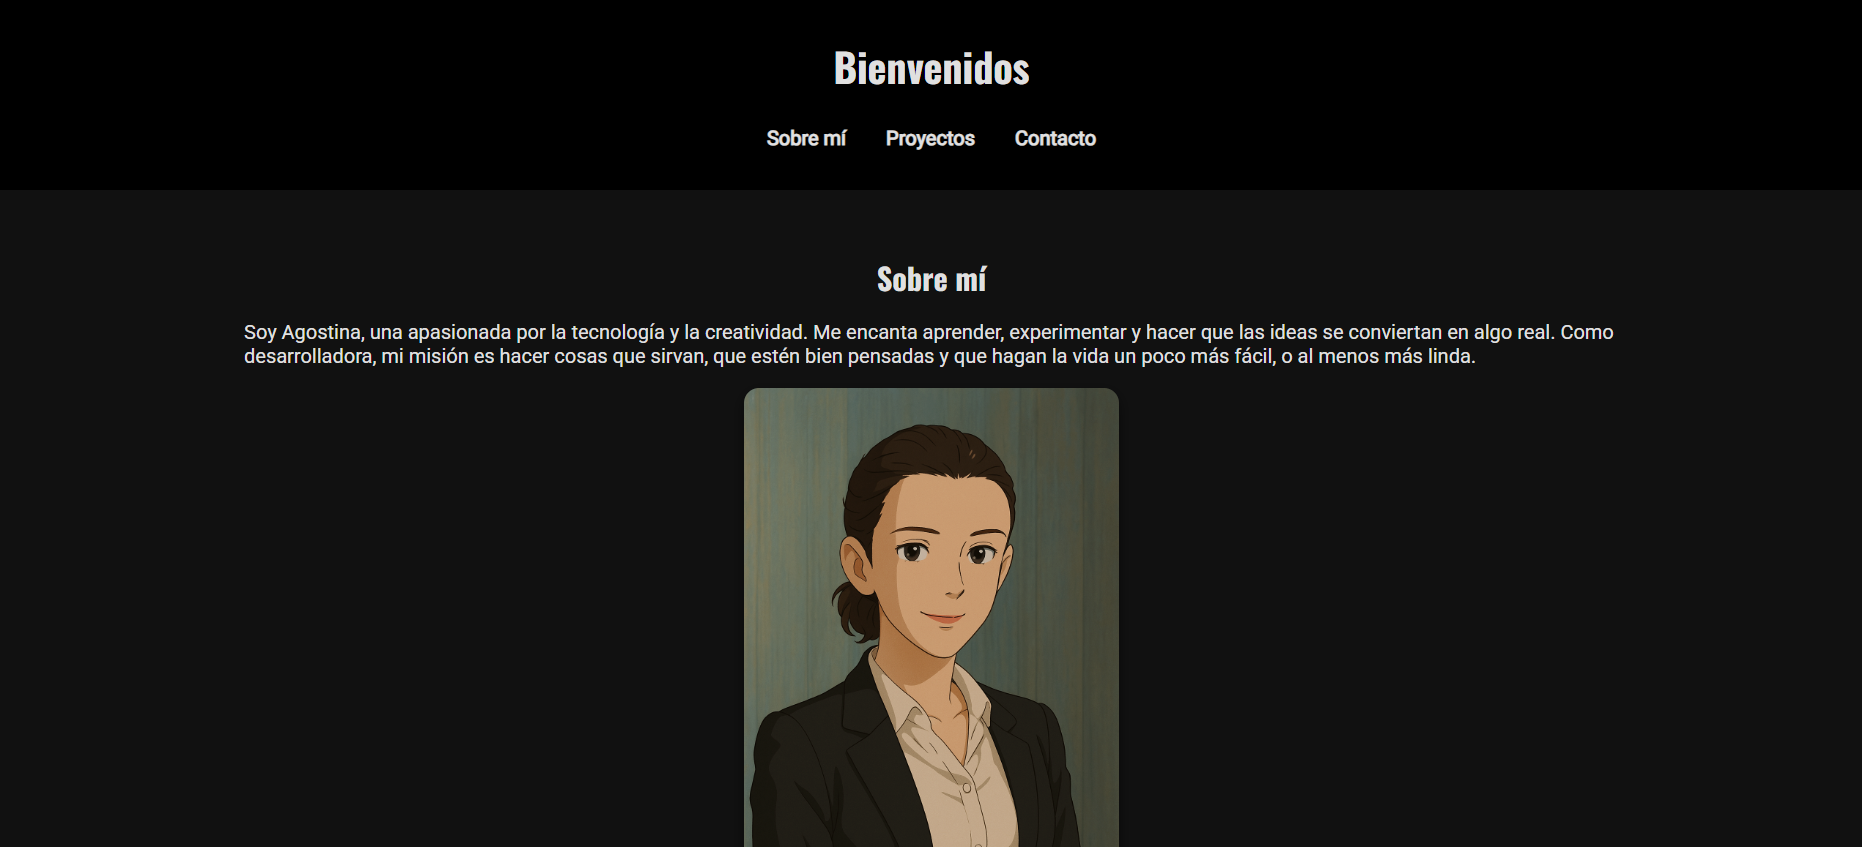 Bienvenidos
Sobre mí Proyectos Contacto
Sobre mí
Soy Agostina, una apasionada por la tecnología y la creatividad. Me encanta aprender, experimentar y hacer que las ideas se conviertan en algo real. Como
desarrolladora, mi misión es hacer cosas que sirvan, que estén bien pensadas y que hagan la vida un poco más fácil, o al menos más linda.